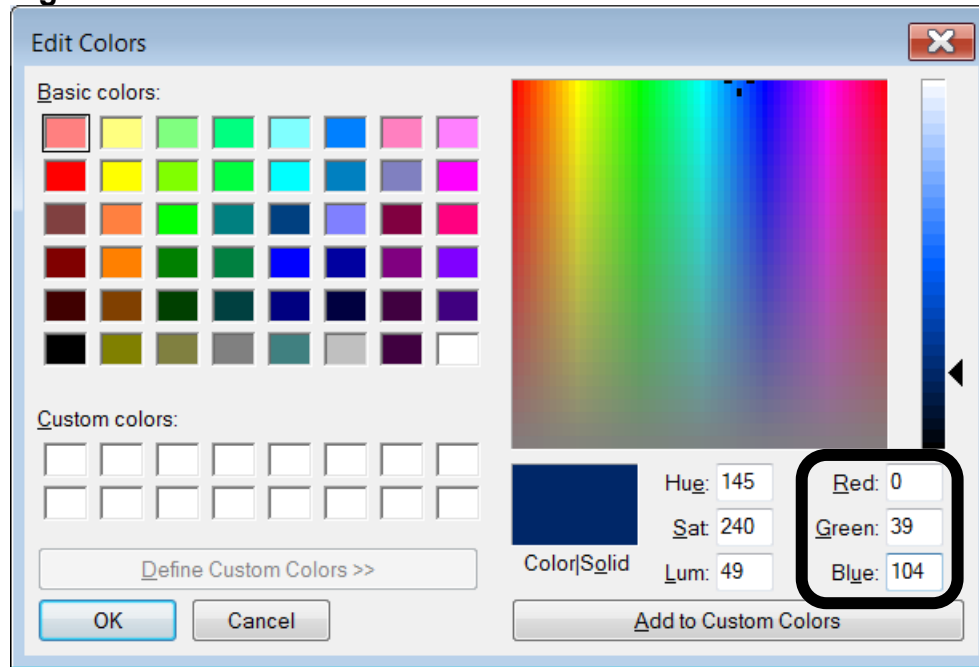 Edit Colors
Basic colors:
Custom colors:
Define Custom Colors >>
OK Cancel
Color|Solid
Hue: 145
Sat: 240
Lum: 49
Red: 0
Green: 39
Blue: 104
Add to Custom Colors